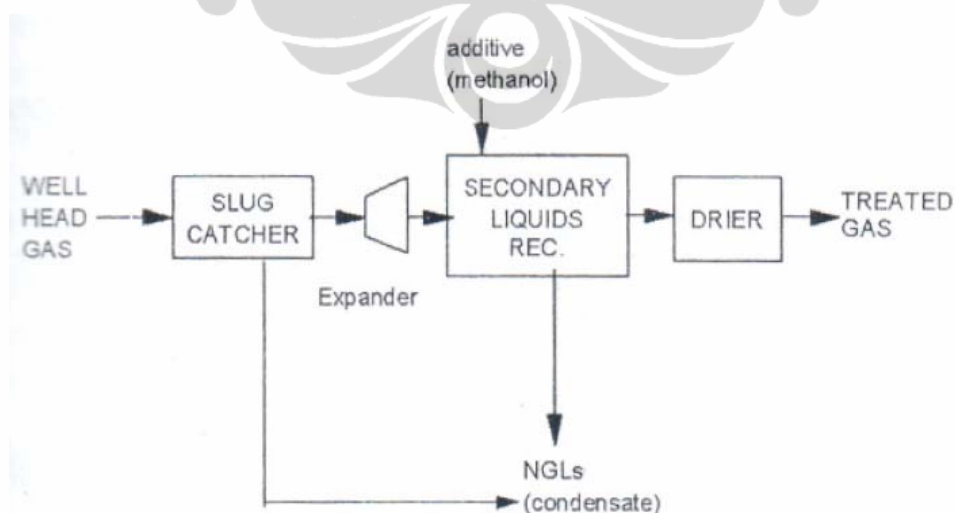 additive
(methanol)
WELL
HEAD
GAS
SLUG
CATCHER
Expander
SECONDARY
LIQUIDS
REC.
DRIER
TREATED
GAS
NGLs
(condensate)